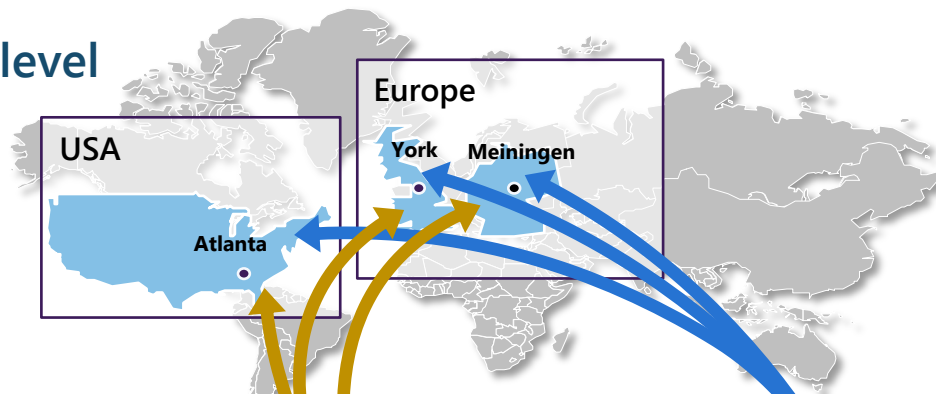 level
Europe
USA
York
Meiningen
Atlanta